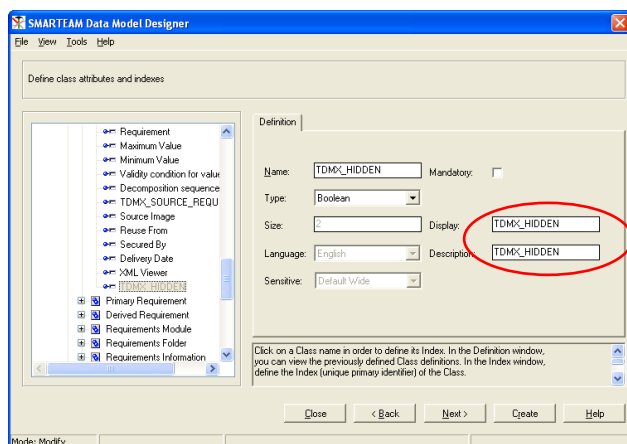 SMARTEAM Data Model Designer
File View Tools Help
Define class attributes and indexes
Requirement
Maximum Value
Minimum Value
Validity condition for value
Decomposition sequence
TDMX_SOURCE_REQU
Source Image
Reuse From
Secured By
Delivery Date
XML Viewer
TDMX_HIDDEN
Primary Requirement
Derived Requirement
Requirements Module
Requirements Folder
Requirements Information
Definition
Name: TDMX_HIDDEN Mandatory:
Type: Boolean
Size: 2 Display: TDMX_HIDDEN
Language: English Description: TDMX_HIDDEN
Sensitive: Default Wide
Click on a Class name in order to define its Index. In the Definition window,
you can view the previously defined Class definitions. In the Index window,
define the Index (unique primary identifier) of the Class.
Close < Back Next > Create Help
Mode: Modify